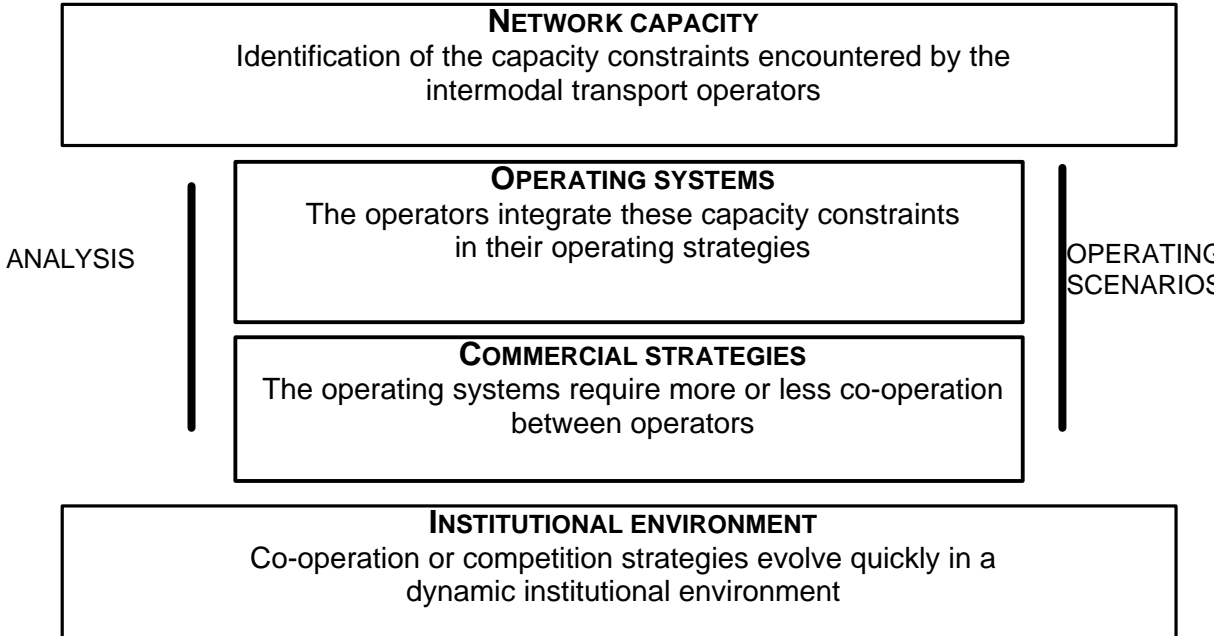 NETWORK CAPACITY
Identification of the capacity constraints encountered by the
intermodal transport operators
OPERATING SYSTEMS
The operators integrate these capacity constraints
in their operating strategies
ANALYSIS
OPERATING
SCENARIOS
COMMERCIAL STRATEGIES
The operating systems require more or less co-operation
between operators
INSTITUTIONAL ENVIRONMENT
Co-operation or competition strategies evolve quickly in a
dynamic institutional environment